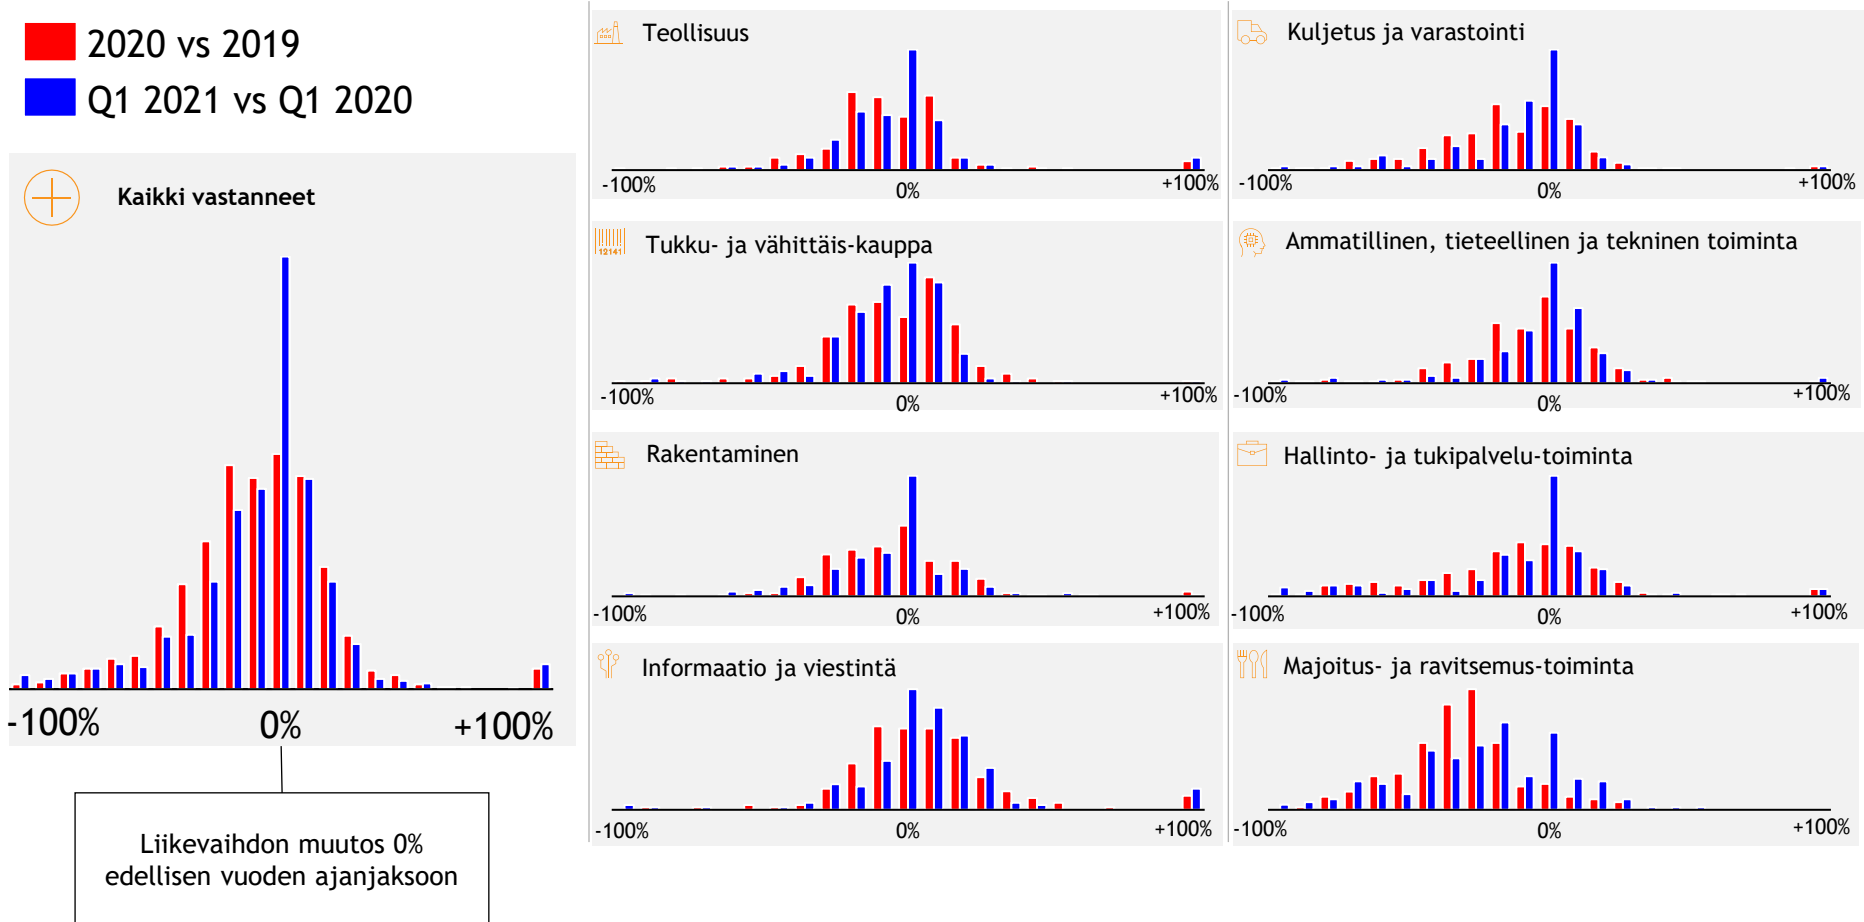 2020 vs 2019
Q1 2021 vs Q1 2020
Kaikki vastanneet
-100%
0%
+100%
Liikevaihdon muutos 0%
edellisen vuoden ajanjaksoon
Teollisuus
-100%
0%
+100%
Tukku- ja vähittäis-kauppa
12141
-100%
0%
+100%
Rakentaminen
-100%
0%
+100%
Informaatio ja viestintä
-100%
0%
+100%
Kuljetus ja varastointi
-100%
0%
+100%
Ammatillinen, tieteellinen ja tekninen toiminta
-100%
0%
+100%
Hallinto- ja tukipalvelu-toiminta
-100%
0%
+100%
Majoitus- ja ravitsemus-toiminta
-100%
0%
+100%